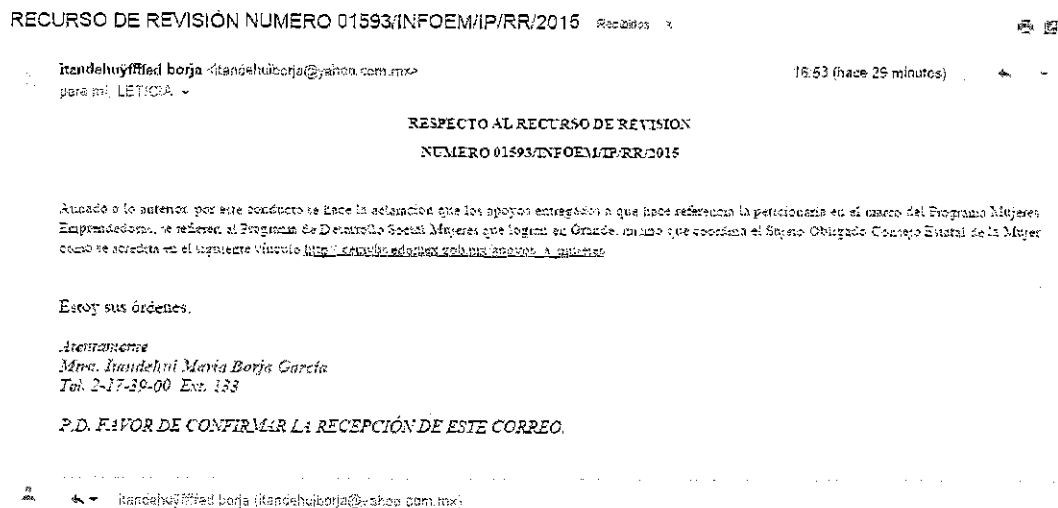 RECURSO DE REVISIÓN NUMERO 01593/INFOEM/IP/RR/2015 Recibidos x
itandehuÿffffed borja <itandehuiborja@yahoo.com.mx> 16:53 (hace 29 minutos)
para mí, LETICIA
RESPECTO AL RECURSO DE REVISION
NUMERO 01593/INFOEM/IP/RR/2015
Aunado a lo anterior, por este conducto se hace la aclaración que los apoyos entregados a que hace referencia la peticionaria en el marco del Programa Mujeres
Emprendedoras, se refieren al Programa de Desarrollo Social Mujeres que logran en Grande, mismo que coordina el Sujeto Obligado Consejo Estatal de la Mujer
como se acredita en el siguiente vínculo
Estoy sus órdenes.
Atentamente
Mtra. Itandehui María Borja García
Tel. 2-17-39-00 Ext. 133
P.D. FAVOR DE CONFIRMAR LA RECEPCIÓN DE ESTE CORREO.
itandehuÿffffed borja (itandehuiborja@yahoo.com.mx)